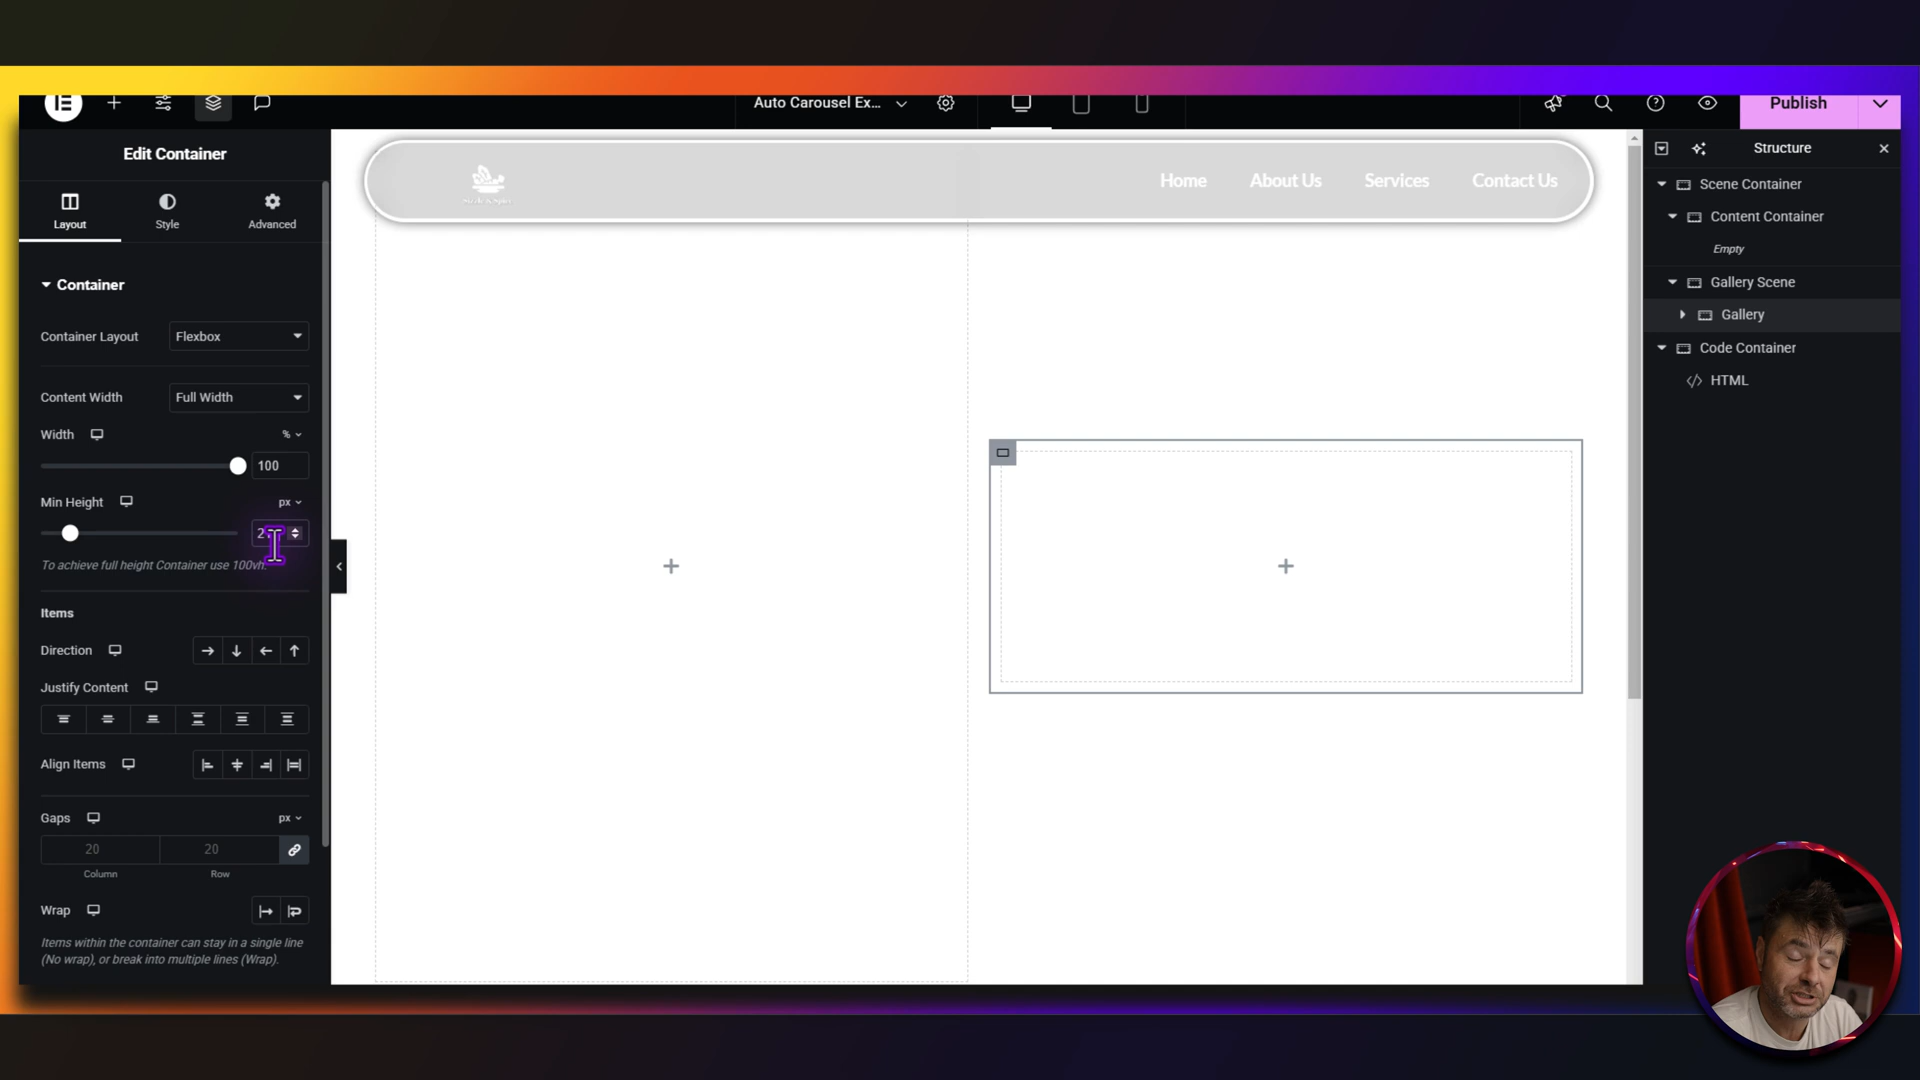 Auto Carousel Ex...
Publish
Edit Container
Layout
Style
Advanced
Container
Container Layout
Flexbox
Content Width
Full Width
Width
%
100
Min Height
px
To achieve full height Container use 100vh.
Items
Direction
Justify Content
Align Items
Gaps
px
20
20
Column
Row
Wrap
Items within the container can stay in a single line
(No wrap), or break into multiple lines (Wrap).
Home
About Us
Services
Contact Us
Structure
Scene Container
Content Container
Empty
Gallery Scene
Gallery
Code Container
HTML